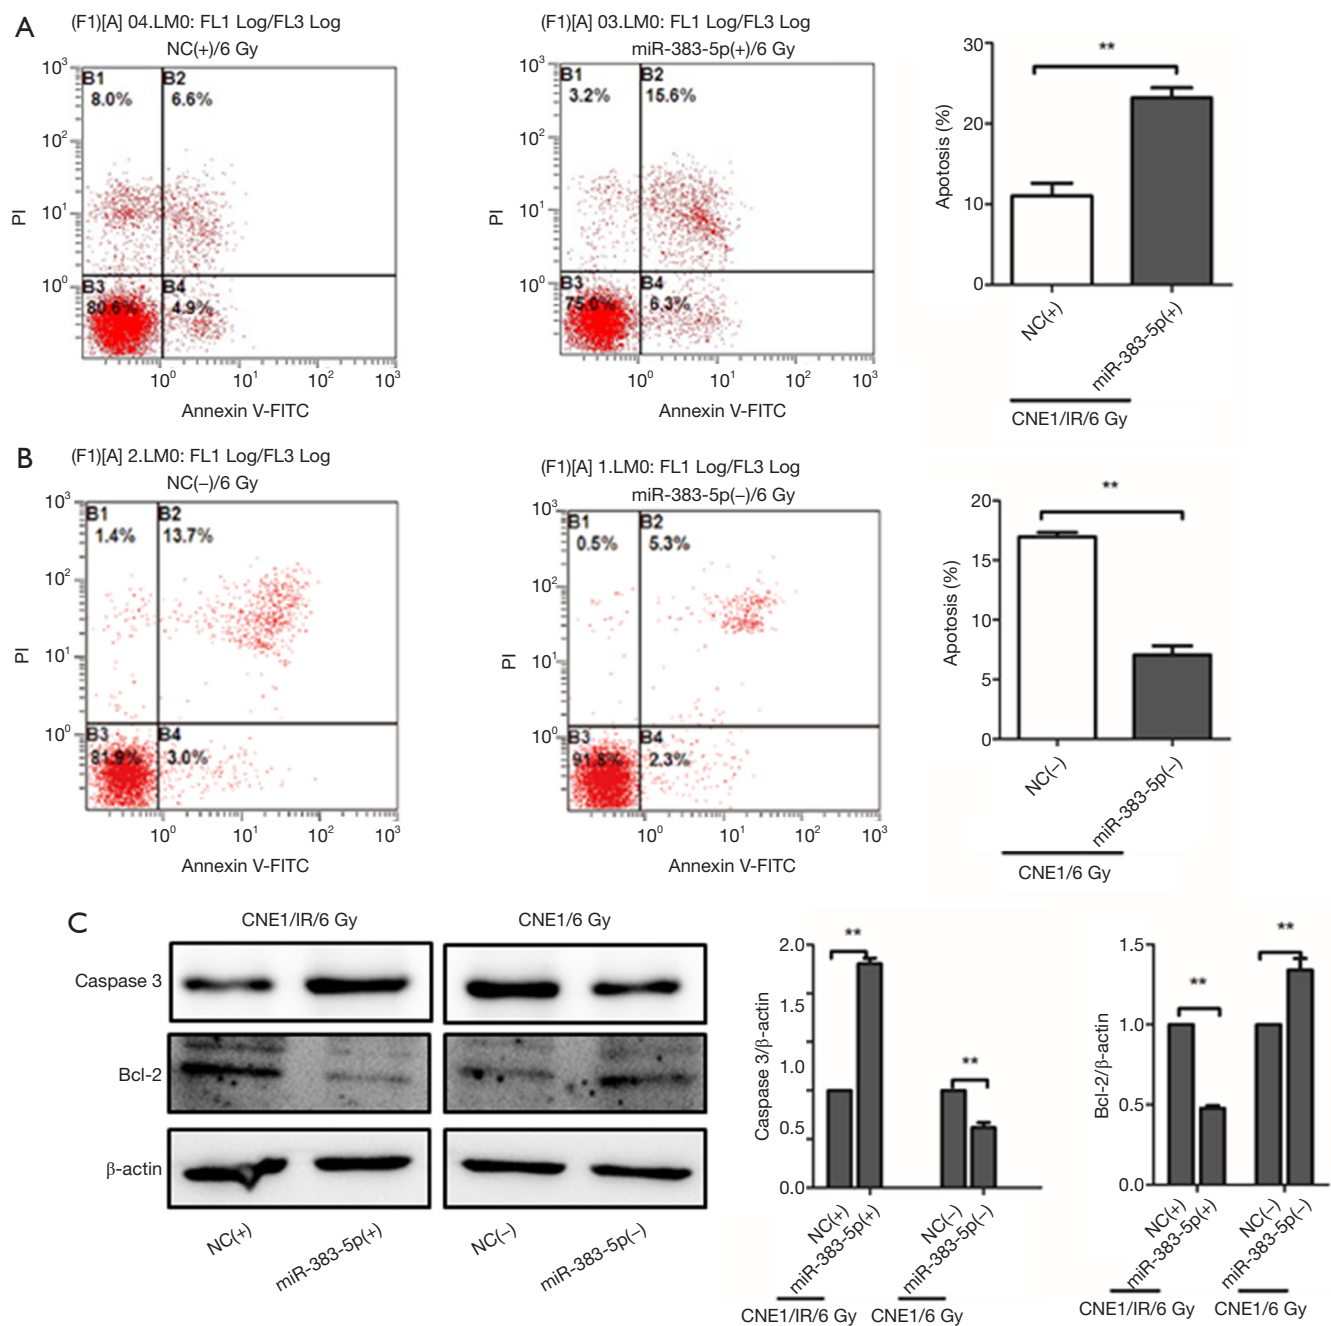 A
(F1)[A] 04.LM0: FL1 Log/FL3 Log
NC(+)/6 Gy
10³
10²
10¹
10⁰
PI
B1
8.0%
B2
6.6%
B3
80.6%
B4
4.9%
10⁰ 10¹ 10² 10³
Annexin V-FITC
(F1)[A] 03.LM0: FL1 Log/FL3 Log
miR-383-5p(+)/6 Gy
10³
10²
10¹
10⁰
PI
B1
3.2%
B2
15.6%
B3
75.0%
B4
6.3%
10⁰ 10¹ 10² 10³
Annexin V-FITC
30
20
10
0
Apotosis (%)
**
NC(+)
miR-383-5p(+)
CNE1/IR/6 Gy
B
(F1)[A] 2.LM0: FL1 Log/FL3 Log
NC(–)/6 Gy
10³
10²
10¹
10⁰
PI
B1
1.4%
B2
13.7%
B3
81.9%
B4
3.0%
10⁰ 10¹ 10² 10³
Annexin V-FITC
(F1)[A] 1.LM0: FL1 Log/FL3 Log
miR-383-5p(–)/6 Gy
10³
10²
10¹
10⁰
PI
B1
0.5%
B2
5.3%
B3
91.8%
B4
2.3%
10⁰ 10¹ 10² 10³
Annexin V-FITC
20
15
10
5
0
Apotosis (%)
**
NC(–)
miR-383-5p(–)
CNE1/6 Gy
C
CNE1/IR/6 Gy
CNE1/6 Gy
Caspase 3
Bcl-2
β-actin
NC(+)
miR-383-5p(+)
NC(–)
miR-383-5p(–)
2.0
1.5
1.0
0.5
0.0
Caspase 3/β-actin
**
**
NC(+)
miR-383-5p(+)
NC(–)
miR-383-5p(–)
CNE1/IR/6 Gy
CNE1/6 Gy
1.5
1.0
0.5
0.0
Bcl-2/β-actin
**
**
NC(+)
miR-383-5p(+)
NC(–)
miR-383-5p(–)
CNE1/IR/6 Gy
CNE1/6 Gy